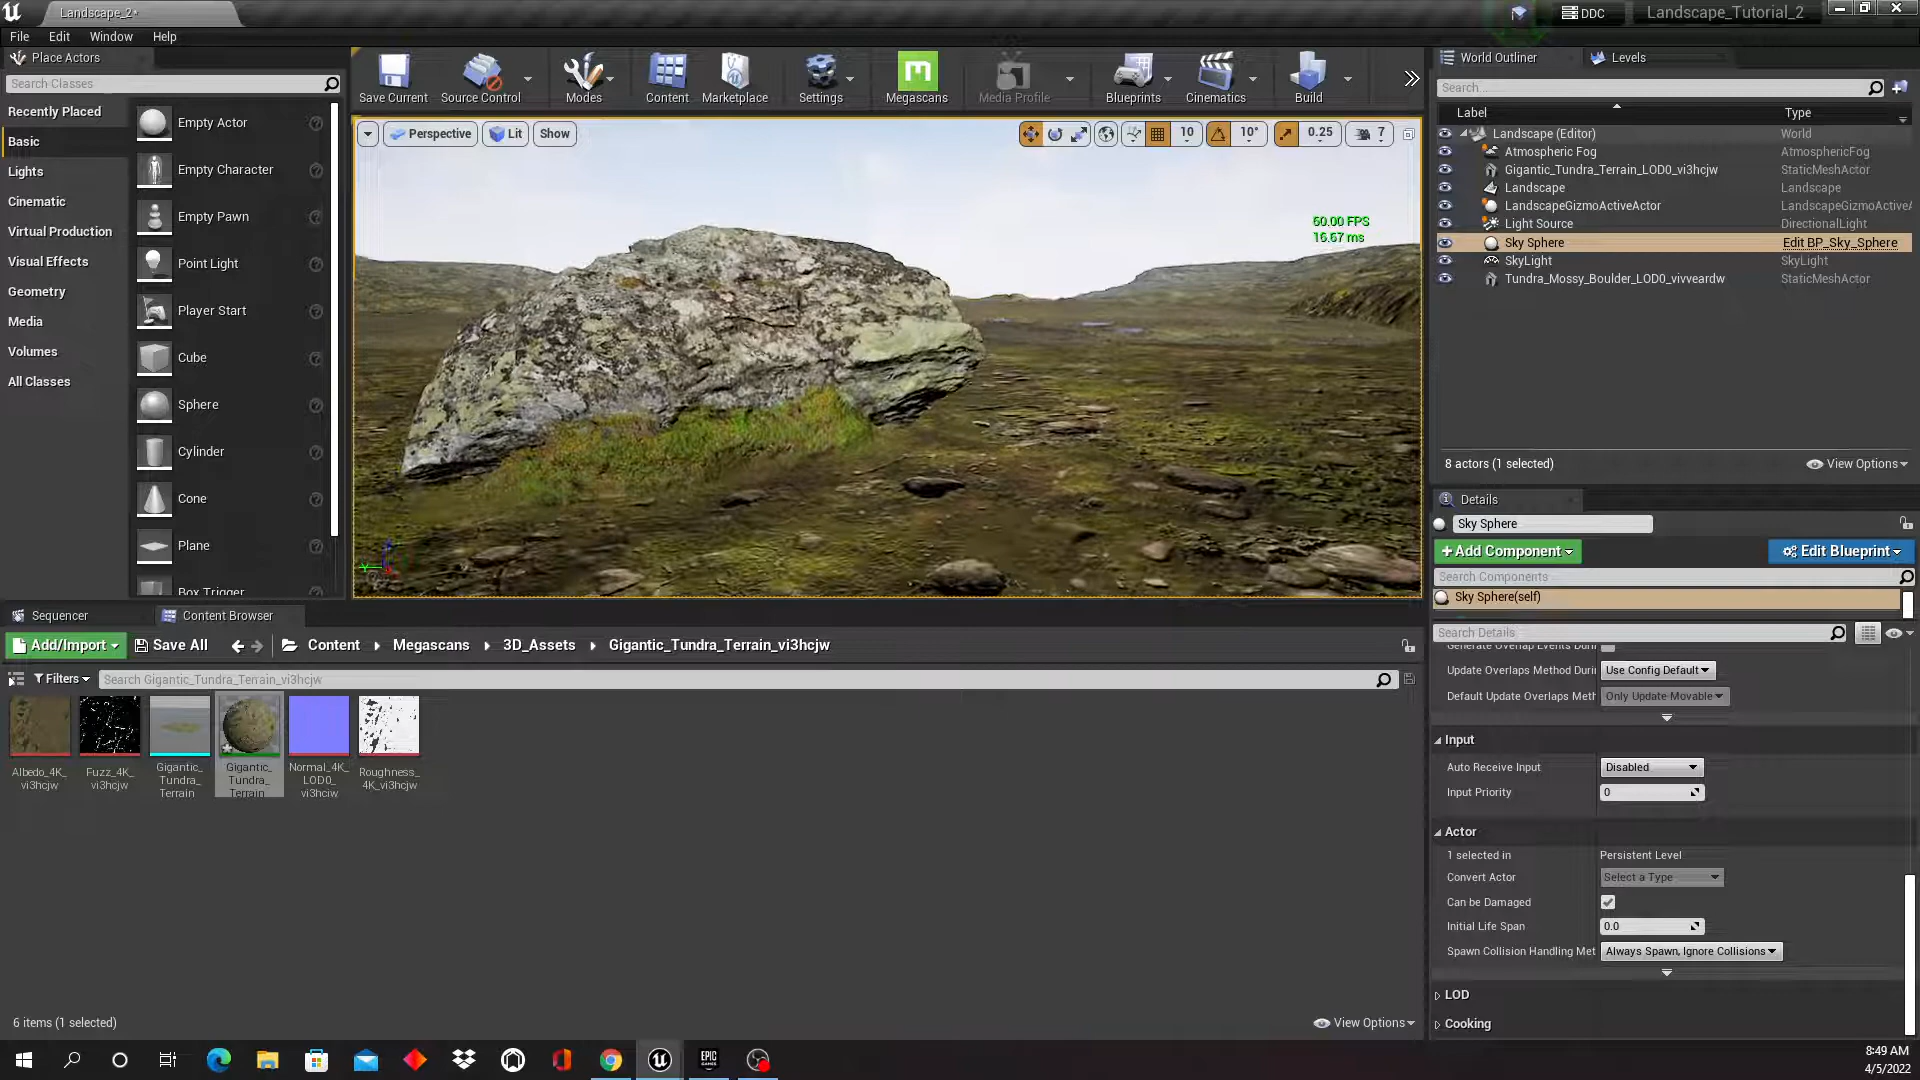 Landscape_2*
DDC
Landscape_Tutorial_2
File Edit Window Help
Place Actors
Search Classes
Recently Placed
Basic
Lights
Cinematic
Virtual Production
Visual Effects
Geometry
Media
Volumes
All Classes
Empty Actor
Empty Character
Empty Pawn
Point Light
Player Start
Cube
Sphere
Cylinder
Cone
Plane
Box Trigger
Save Current
Source Control
Modes
Content
Marketplace
Settings
Megascans
Media Profile
Blueprints
Cinematics
Build
Perspective
Lit
Show
10
10°
0.25
7
60.00 FPS
16.67 ms
World Outliner
Levels
Search...
Label Type
Landscape (Editor) World
Atmospheric Fog AtmosphericFog
Gigantic_Tundra_Terrain_LOD0_vi3hcjw StaticMeshActor
Landscape Landscape
LandscapeGizmoActiveActor LandscapeGizmoActiveA
Light Source DirectionalLight
Sky Sphere Edit BP_Sky_Sphere
SkyLight SkyLight
Tundra_Mossy_Boulder_LOD0_vivveardw StaticMeshActor
8 actors (1 selected)
View Options
Details
Sky Sphere
+Add Component
Edit Blueprint
Search Components
Sky Sphere(self)
Search Details
Generate Overlap Events Duri
Update Overlaps Method Duri Use Config Default
Default Update Overlaps Meth Only Update Movable
Input
Auto Receive Input Disabled
Input Priority 0
Actor
1 selected in Persistent Level
Convert Actor Select a Type
Can be Damaged
Initial Life Span 0.0
Spawn Collision Handling Met Always Spawn, Ignore Collisions
LOD
Cooking
Sequencer
Content Browser
Add/Import
Save All
Content
Megascans
3D_Assets
Gigantic_Tundra_Terrain_vi3hcjw
Filters
Search Gigantic_Tundra_Terrain_vi3hcjw
Albedo_4K_
vi3hcjw
Fuzz_4K_
vi3hcjw
Gigantic_
Tundra_
Terrain
Gigantic_
Tundra_
Terrain
Normal_4K_
LOD0_
vi3hcjw
Roughness_
4K_vi3hcjw
6 items (1 selected)
View Options
EPIC
GAMES
8:49 AM
4/5/2022